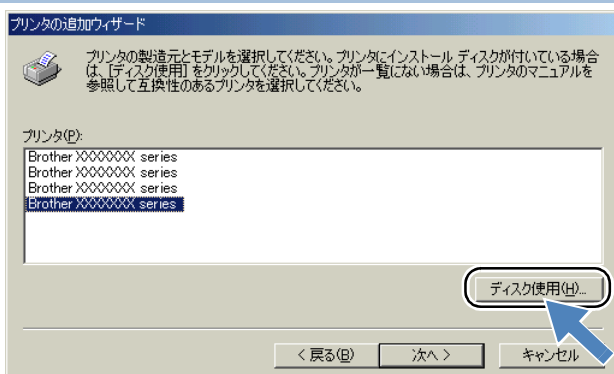 プリンタの追加ウィザード
プリンタの製造元とモデルを選択してください。プリンタにインストール ディスクが付いている場合
は、[ディスク使用] をクリックしてください。プリンタが一覧にない場合は、プリンタのマニュアルを
参照して互換性のあるプリンタを選択してください。
プリンタ(P):
Brother XXXXXXX series
Brother XXXXXXX series
Brother XXXXXXX series
Brother XXXXXXX series
ディスク使用(H)...
< 戻る(B) 次へ > キャンセル